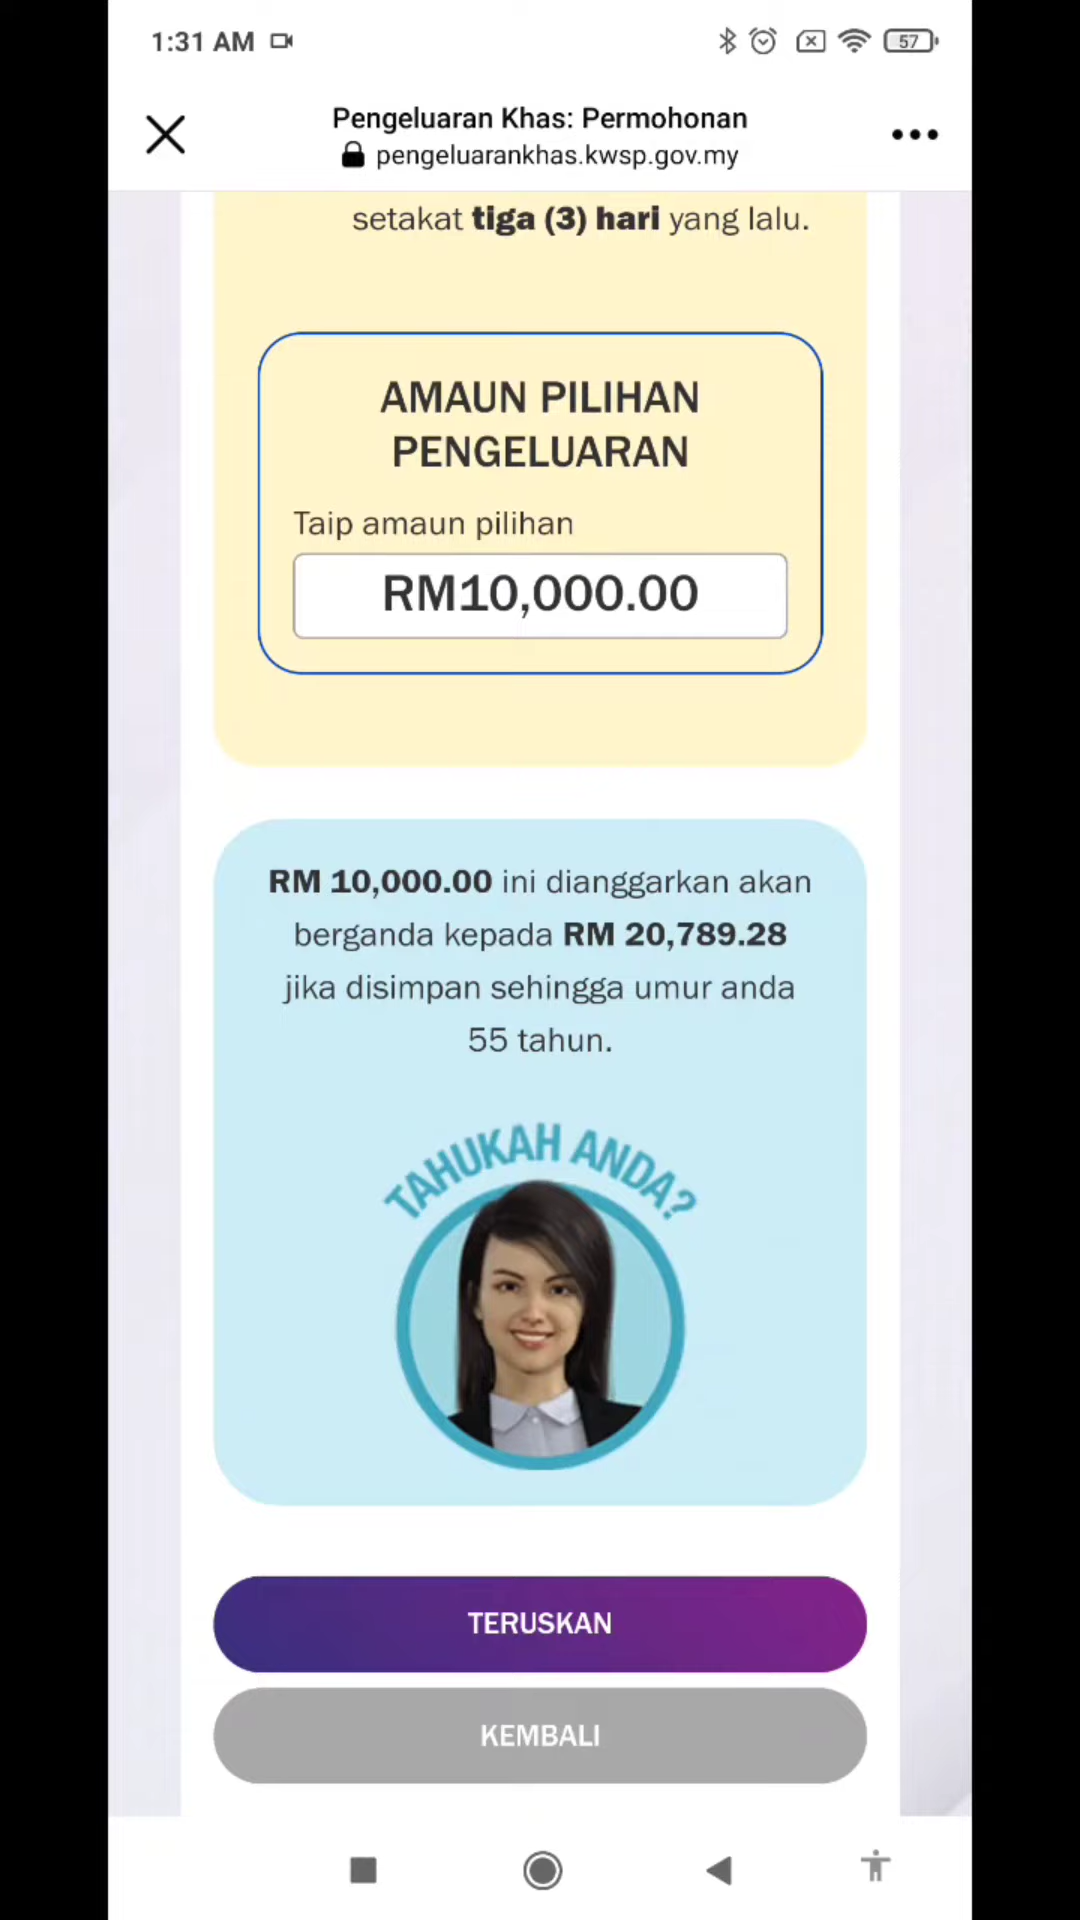 1:31 AM
57
Pengeluaran Khas: Permohonan
pengeluarankhas.kwsp.gov.my
setakat tiga (3) hari yang lalu.
AMAUN PILIHAN
PENGELUARAN
Taip amaun pilihan
RM10,000.00
RM 10,000.00 ini dianggarkan akan
berganda kepada RM 20,789.28
jika disimpan sehingga umur anda
55 tahun.
TAHUKAH ANDA?
TERUSKAN
KEMBALI